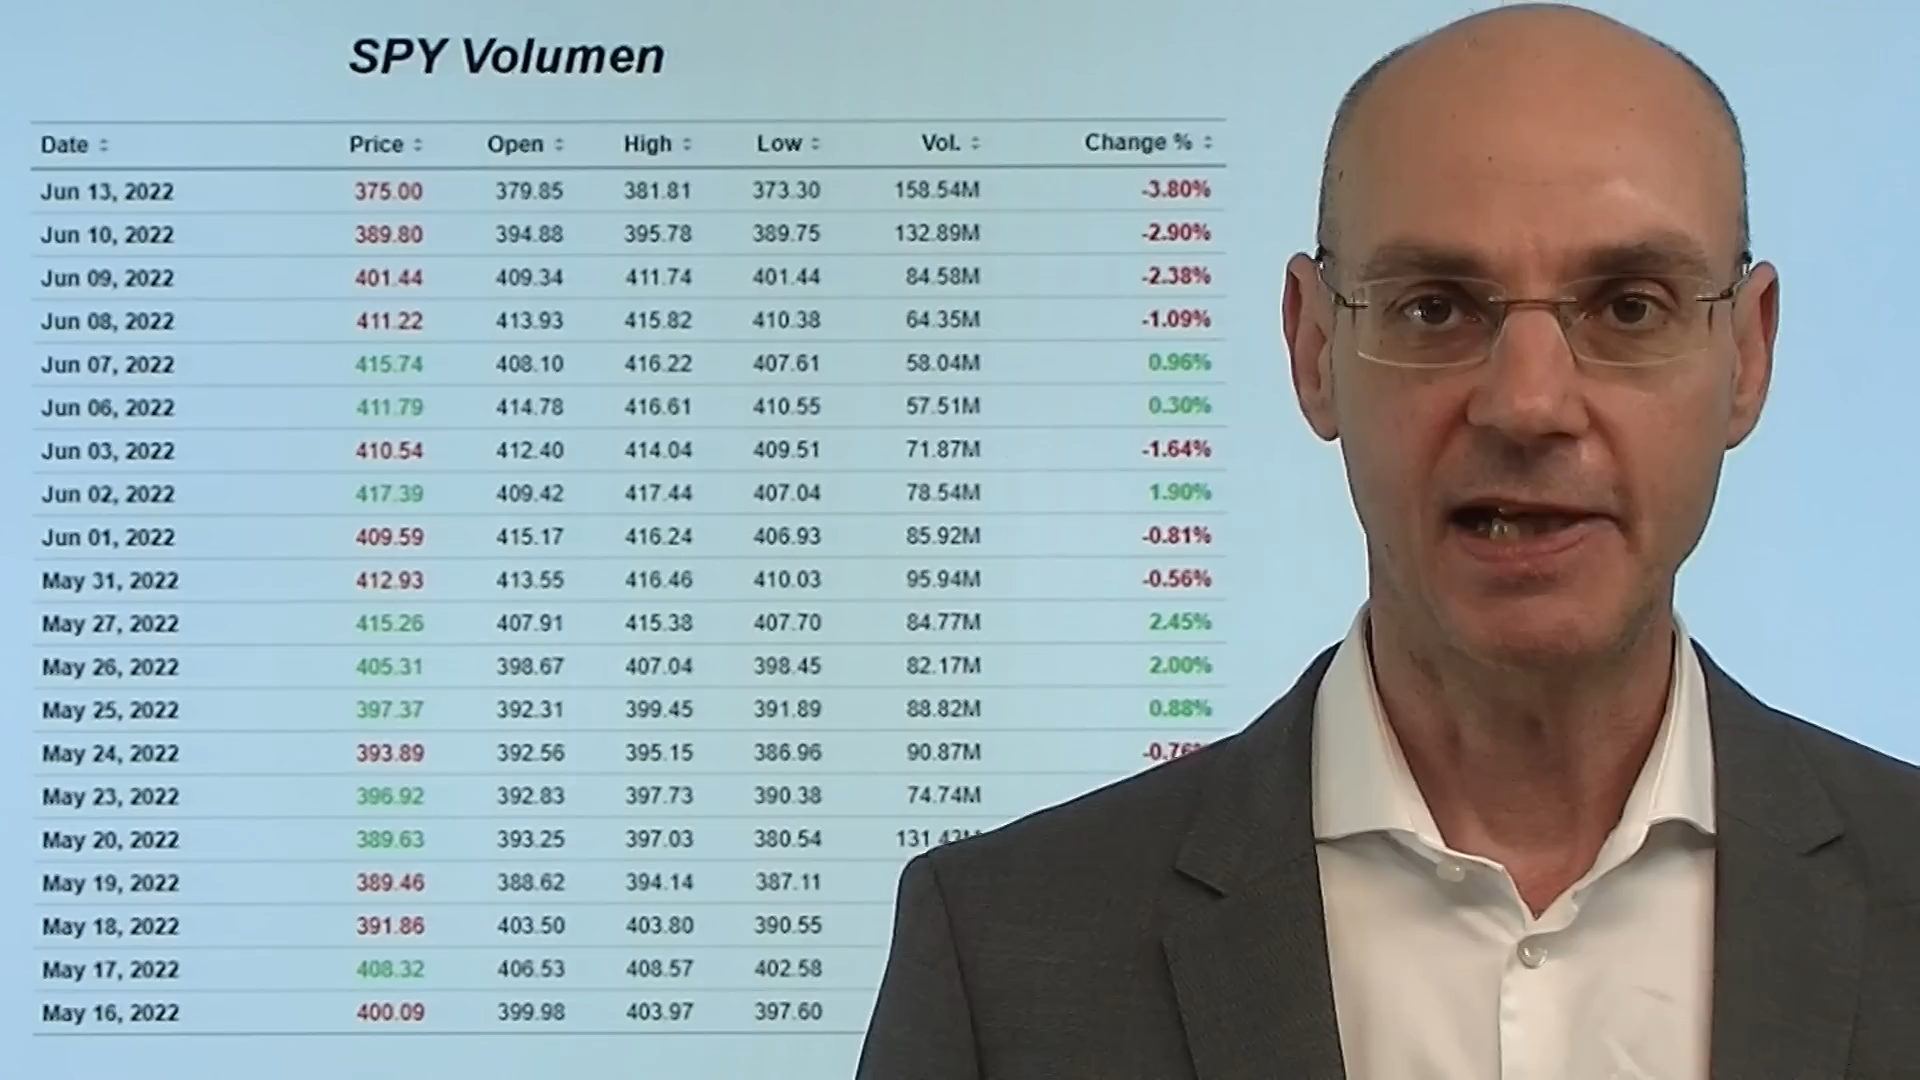 SPY Volumen
Date Price Open High Low Vol. Change %
Jun 13, 2022 375.00 379.85 381.81 373.30 158.54M -3.80%
Jun 10, 2022 389.80 394.88 395.78 389.75 132.89M -2.90%
Jun 09, 2022 401.44 409.34 411.74 401.44 84.58M -2.38%
Jun 08, 2022 411.22 413.93 415.82 410.38 64.35M -1.09%
Jun 07, 2022 415.74 408.10 416.22 407.61 58.04M 0.96%
Jun 06, 2022 411.79 414.78 416.61 410.55 57.51M 0.30%
Jun 03, 2022 410.54 412.40 414.04 409.51 71.87M -1.64%
Jun 02, 2022 417.39 409.42 417.44 407.04 78.54M 1.90%
Jun 01, 2022 409.59 415.17 416.24 406.93 85.92M -0.81%
May 31, 2022 412.93 413.55 416.46 410.03 95.94M -0.56%
May 27, 2022 415.26 407.91 415.38 407.70 84.77M 2.45%
May 26, 2022 405.31 398.67 407.04 398.45 82.17M 2.00%
May 25, 2022 397.37 392.31 399.45 391.89 88.82M 0.88%
May 24, 2022 393.89 392.56 395.15 386.96 90.87M
May 23, 2022 396.92 392.83 397.73 390.38 74.74M
May 20, 2022 389.63 393.25 397.03 380.54
May 19, 2022 389.46 388.62 394.14 387.11
May 18, 2022 391.86 403.50 403.80 390.55
May 17, 2022 408.32 406.53 408.57 402.58
May 16, 2022 400.09 399.98 403.97 397.60